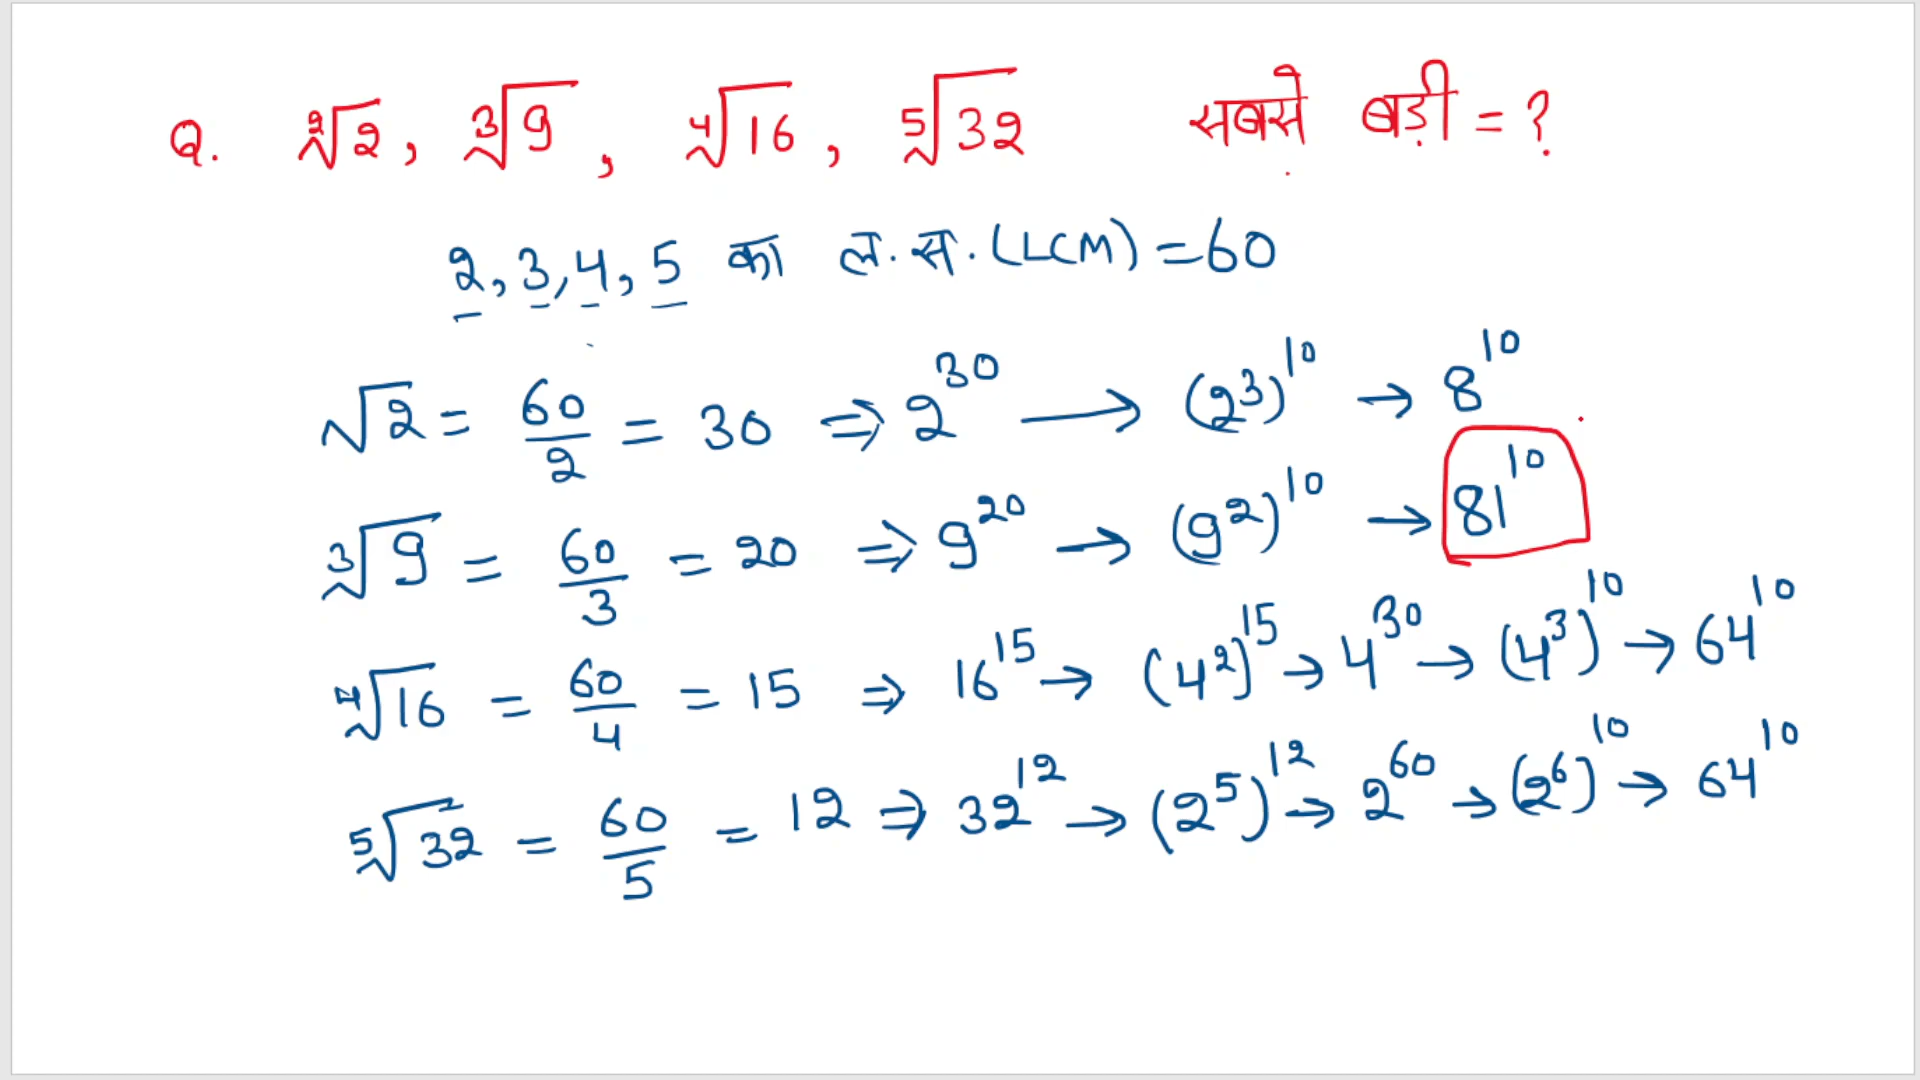 Q. ²√2, ³√9, ⁴√16, ⁵√32 सबसे बड़ी = ?
2, 3, 4, 5 का ल. स. (LCM) = 60
√2 = 60/2 = 30 ⇒ 2³⁰ → (2³)¹⁰ → 8¹⁰
³√9 = 60/3 = 20 ⇒ 9²⁰ → (9²)¹⁰ → 81¹⁰
⁴√16 = 60/4 = 15 ⇒ 16¹⁵ → (4²)¹⁵ → 4³⁰ → (4³)¹⁰ → 64¹⁰
⁵√32 = 60/5 = 12 ⇒ 32¹² → (2⁵)¹² → 2⁶⁰ → (2⁶)¹⁰ → 64¹⁰